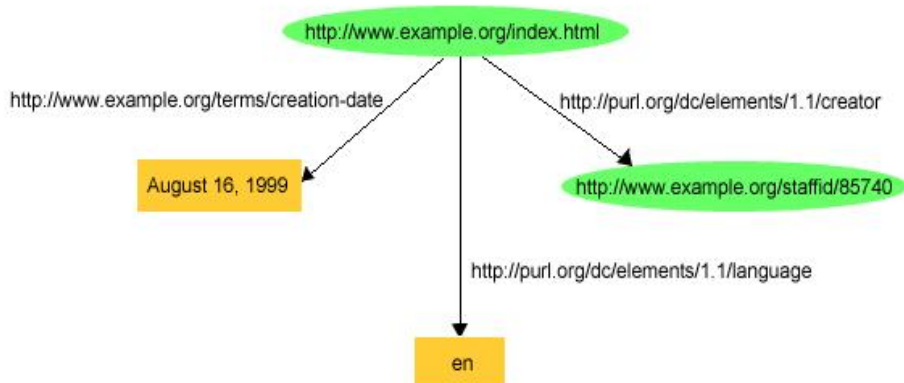 http://www.example.org/index.html
http://www.example.org/terms/creation-date
http://purl.org/dc/elements/1.1/creator
August 16, 1999
http://www.example.org/staffid/85740
http://purl.org/dc/elements/1.1/language
en